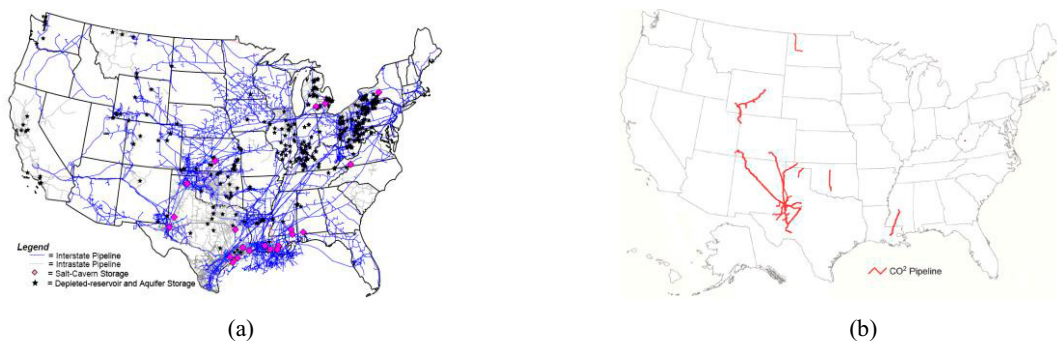 Legend
= Interstate Pipeline
= Intrastate Pipeline
= Salt-Cavern Storage
= Depleted-reservoir and Aquifer Storage
CO² Pipeline
(a)
(b)